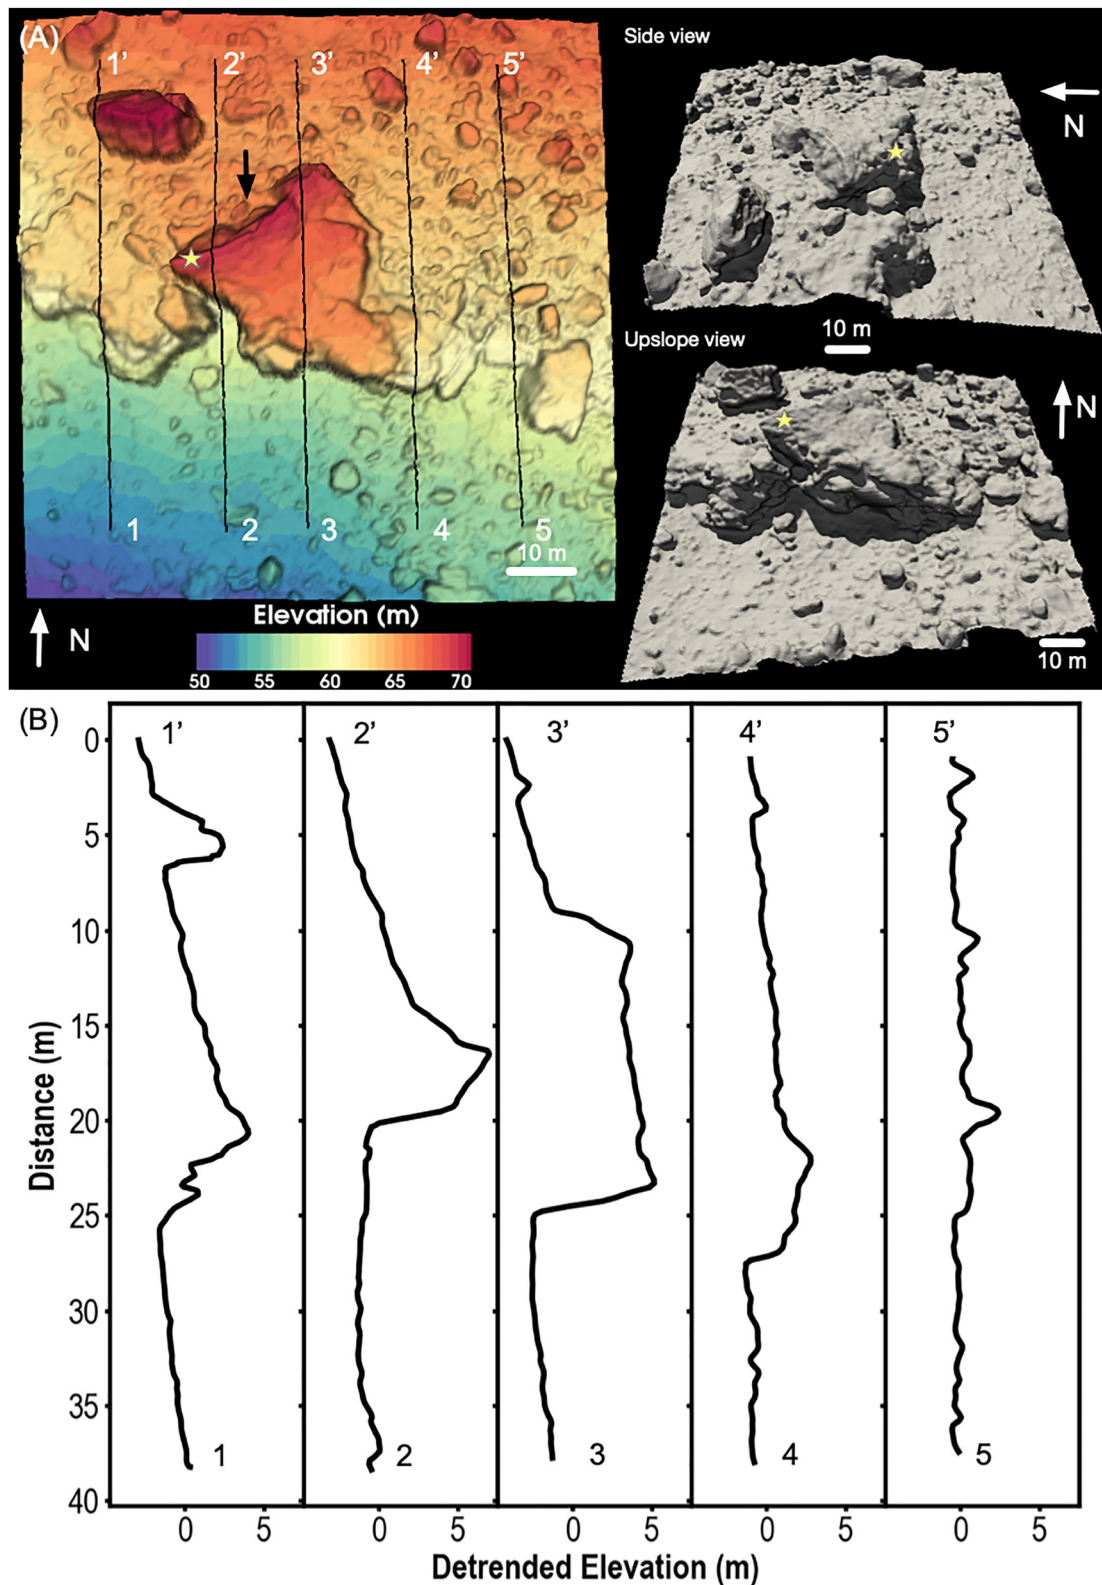 (A)
1' 2' 3' 4' 5'
1 2 3 4 5
10 m
N
Elevation (m)
50 55 60 65 70
Side view
N
10 m
Upslope view
N
10 m
(B)
1' 2' 3' 4' 5'
0
5
10
15
20
25
30
35
40
Distance (m)
1 2 3 4 5
0 5 0 5 0 5 0 5 0 5
Detrended Elevation (m)